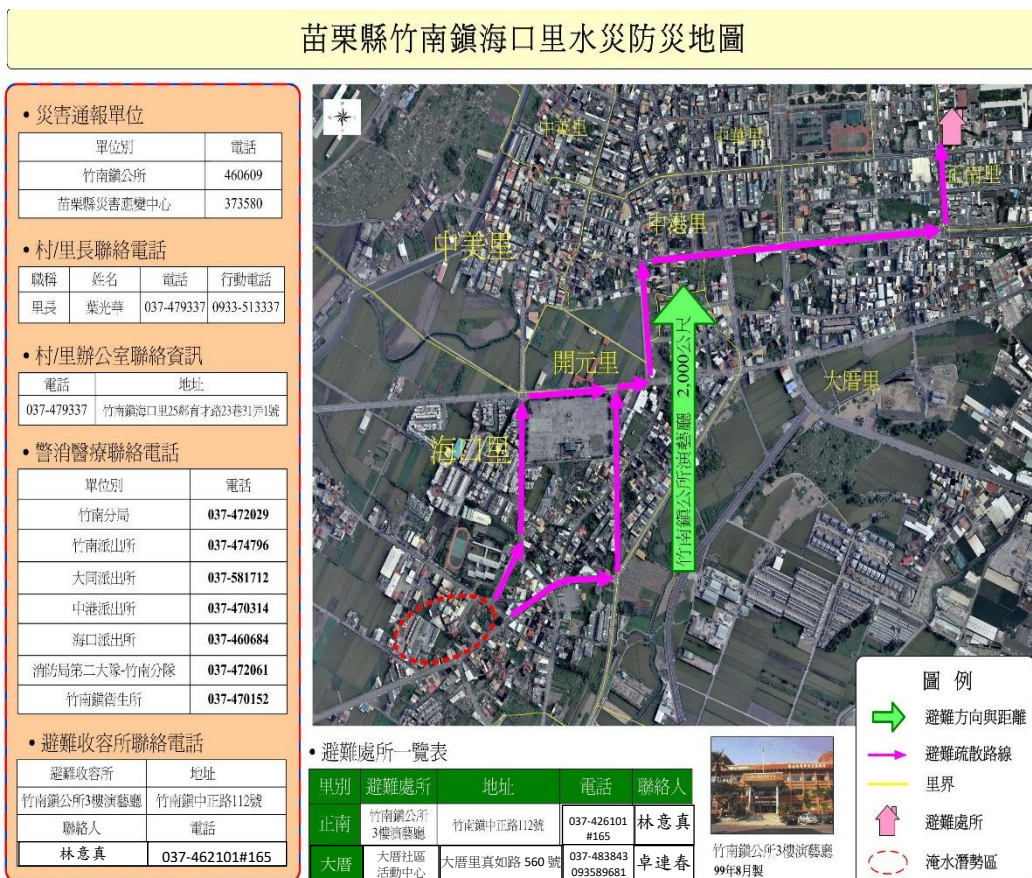 苗栗縣竹南鎮海口里水災防災地圖
• 災害通報單位
單位別 電話
竹南鎮公所 460609
苗栗縣災害應變中心 373580
• 村/里長聯絡電話
職稱 姓名 電話 行動電話
里長 葉光華 037-479337 0933-513337
• 村/里辦公室聯絡資訊
電話 地址
037-479337 竹南鎮海口里25鄰育才路23巷31弄1號
• 警消醫療聯絡電話
單位別 電話
竹南分局 037-472029
竹南派出所 037-474796
大同派出所 037-581712
中港派出所 037-470314
海口派出所 037-460684
消防局第二大隊-竹南分隊 037-472061
竹南鎮衛生所 037-470152
• 避難收容所聯絡電話
避難收容所 地址
竹南鎮公所3樓演藝廳 竹南鎮中正路112號
聯絡人 電話
林意真 037-462101#165
中英里
中華里
正南里
中港里
中美里
開元里
大厝里
海口里
竹南鎮公所演藝廳 2,000公尺
• 避難處所一覽表
里別 避難處所 地址 電話 聯絡人
正南 竹南鎮公所 3樓演藝廳 竹南鎮中正路112號 037-426101 #165 林意真
大厝 大厝社區 活動中心 大厝里真如路 560 號 037-483843 093589681 卓連春
竹南鎮公所3樓演藝廳
99年8月製
圖 例
避難方向與距離
避難疏散路線
里界
避難處所
淹水潛勢區